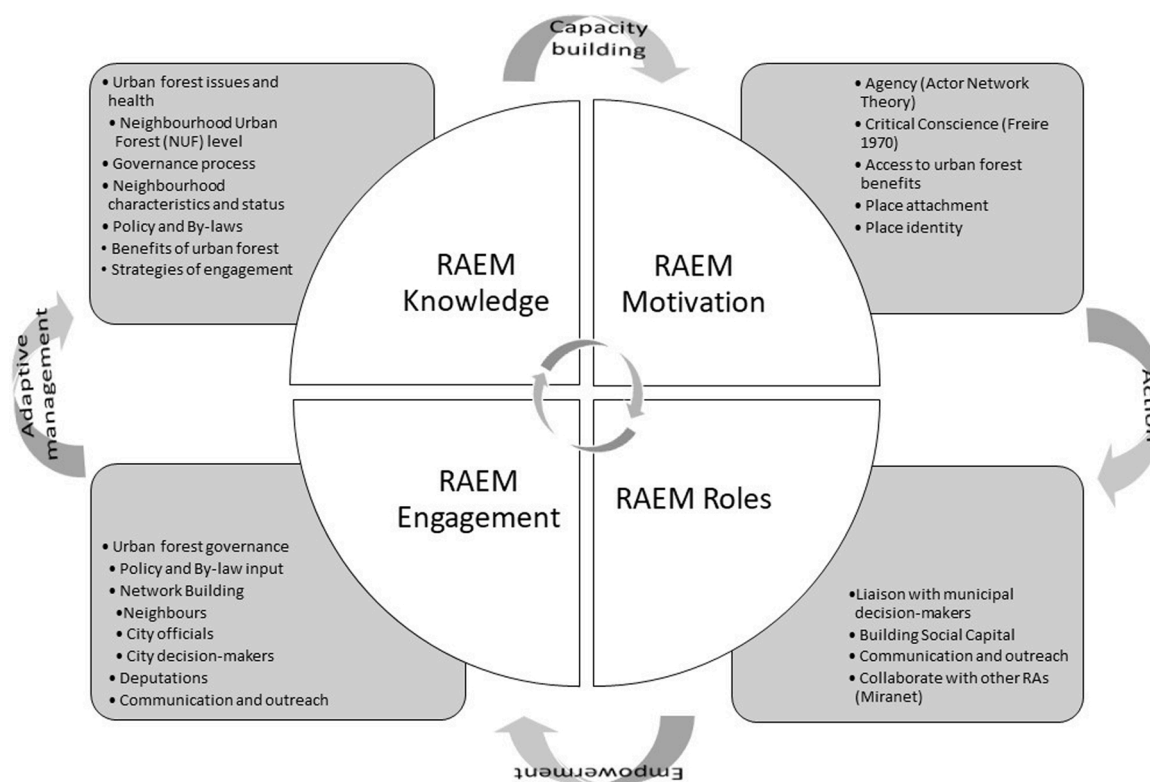 Capacity
building
• Urban forest issues and
health
• Neighbourhood Urban
Forest (NUF) level
• Governance process
• Neighbourhood
characteristics and status
• Policy and By-laws
• Benefits of urban forest
• Strategies of engagement
• Agency (Actor Network
Theory)
• Critical Conscience (Freire
1970)
• Access to urban forest
benefits
• Place attachment
• Place identity
RAEM
Knowledge
RAEM
Motivation
Adaptive
management
Action
RAEM
Engagement
RAEM Roles
• Urban forest governance
• Policy and By-law input
• Network Building
•Neighbours
• City officials
• City decision-makers
• Deputations
• Communication and outreach
•Liaison with municipal
decision-makers
• Building Social Capital
• Communication and outreach
• Collaborate with other RAs
(Miranet)
Empowerment